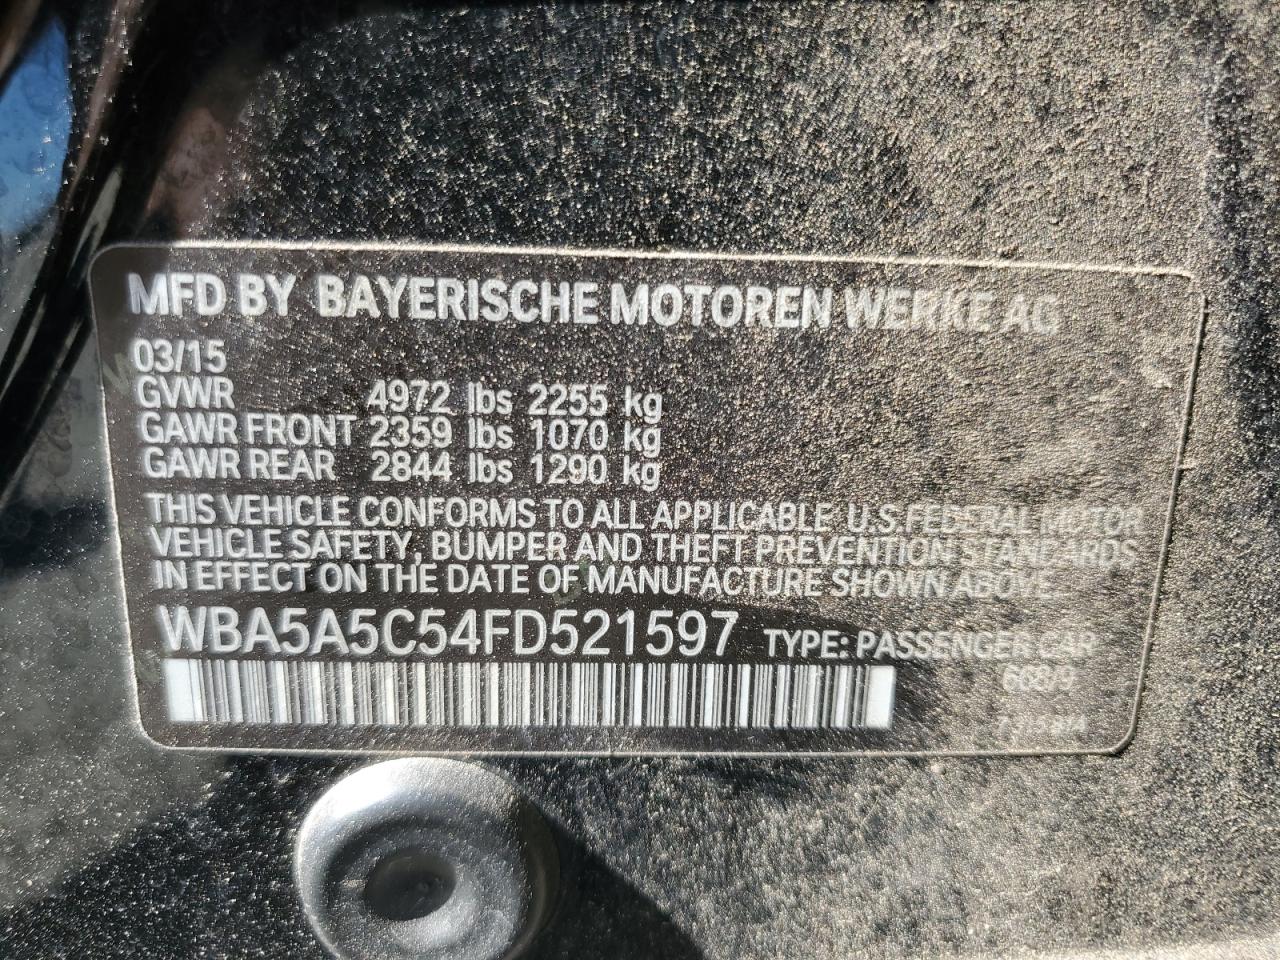 MFD BY BAYERISCHE MOTOREN WERKE AG
03/15
GVWR 4972 lbs 2255 kg
GAWR FRONT 2359 lbs 1070 kg
GAWR REAR 2844 lbs 1290 kg
THIS VEHICLE CONFORMS TO ALL APPLICABLE U.S.FEDERAL MOTOR
VEHICLE SAFETY, BUMPER AND THEFT PREVENTION STANDARDS
IN EFFECT ON THE DATE OF MANUFACTURE SHOWN ABOVE.
WBA5A5C54FD521597 TYPE: PASSENGER CAR